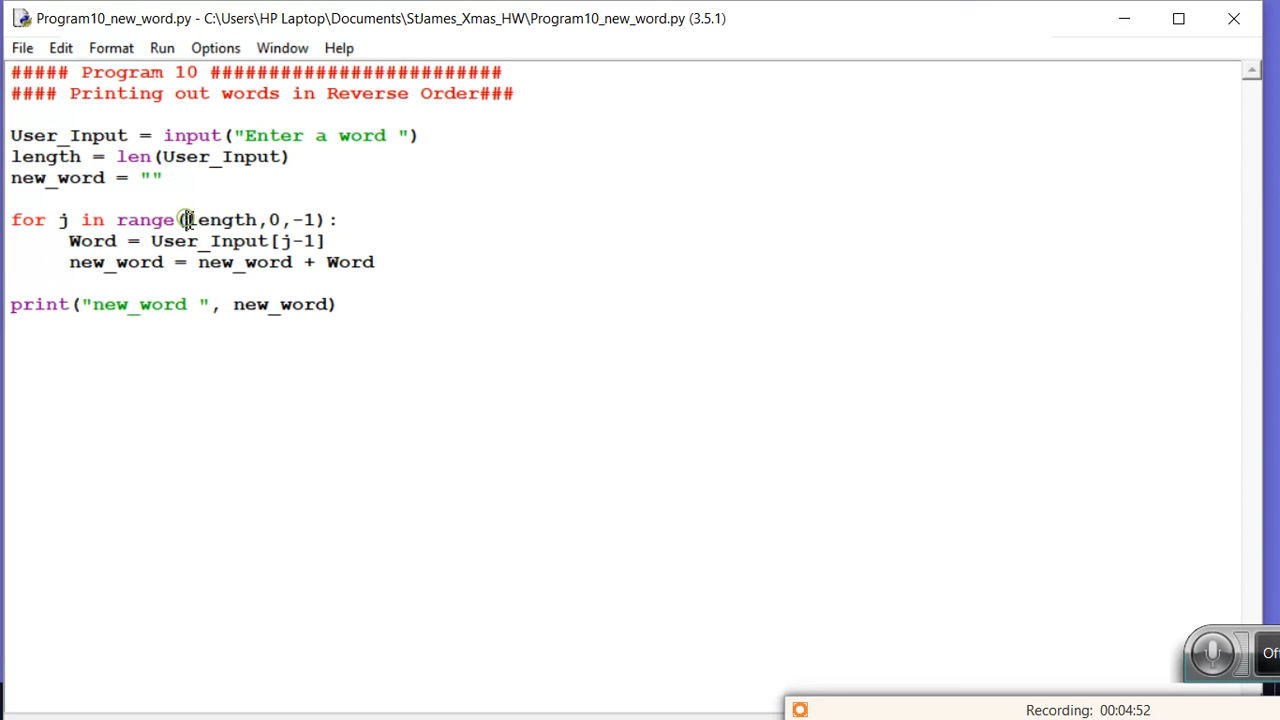 Program10_new_word.py - C:\Users\HP Laptop\Documents\StJames_Xmas_HW\Program10_new_word.py (3.5.1)
File Edit Format Run Options Window Help
##### Program 10 #########################
#### Printing out words in Reverse Order###
User_Input = input("Enter a word ")
length = len(User_Input)
new_word = ""
for j in range(length,0,-1):
     Word = User_Input[j-1]
     new_word = new_word + Word
print("new_word ", new_word)
Of
Recording: 00:04:52